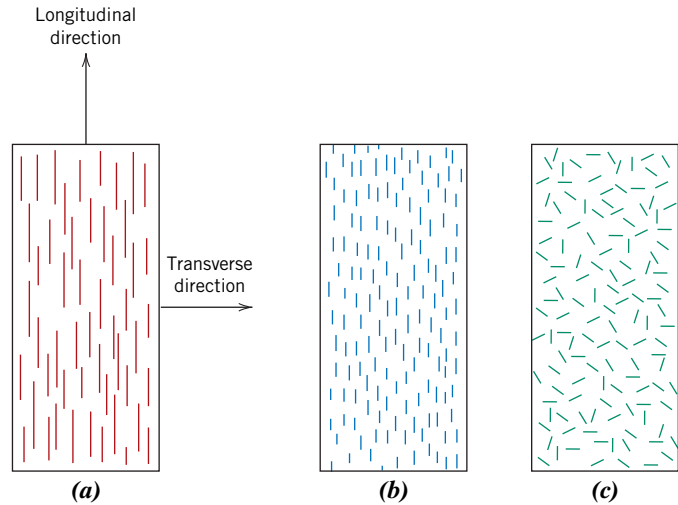 Longitudinal
direction
Transverse
direction
(a)
(b)
(c)